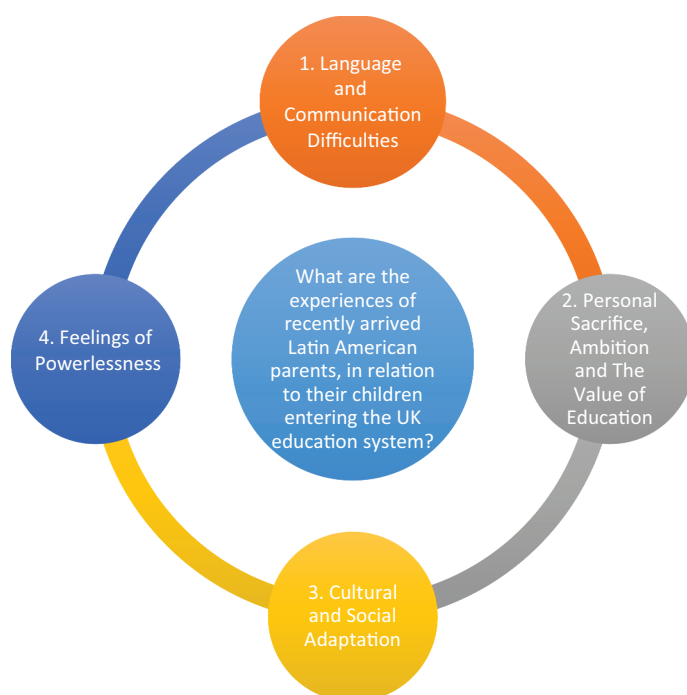 1. Language
and
Communication
Difficulties
What are the
experiences of
recently arrived
Latin American
parents, in relation
to their children
entering the UK
education system?
2. Personal
Sacrifice,
Ambition
and The
Value of
Education
3. Cultural
and Social
Adaptation
4. Feelings of
Powerlessness